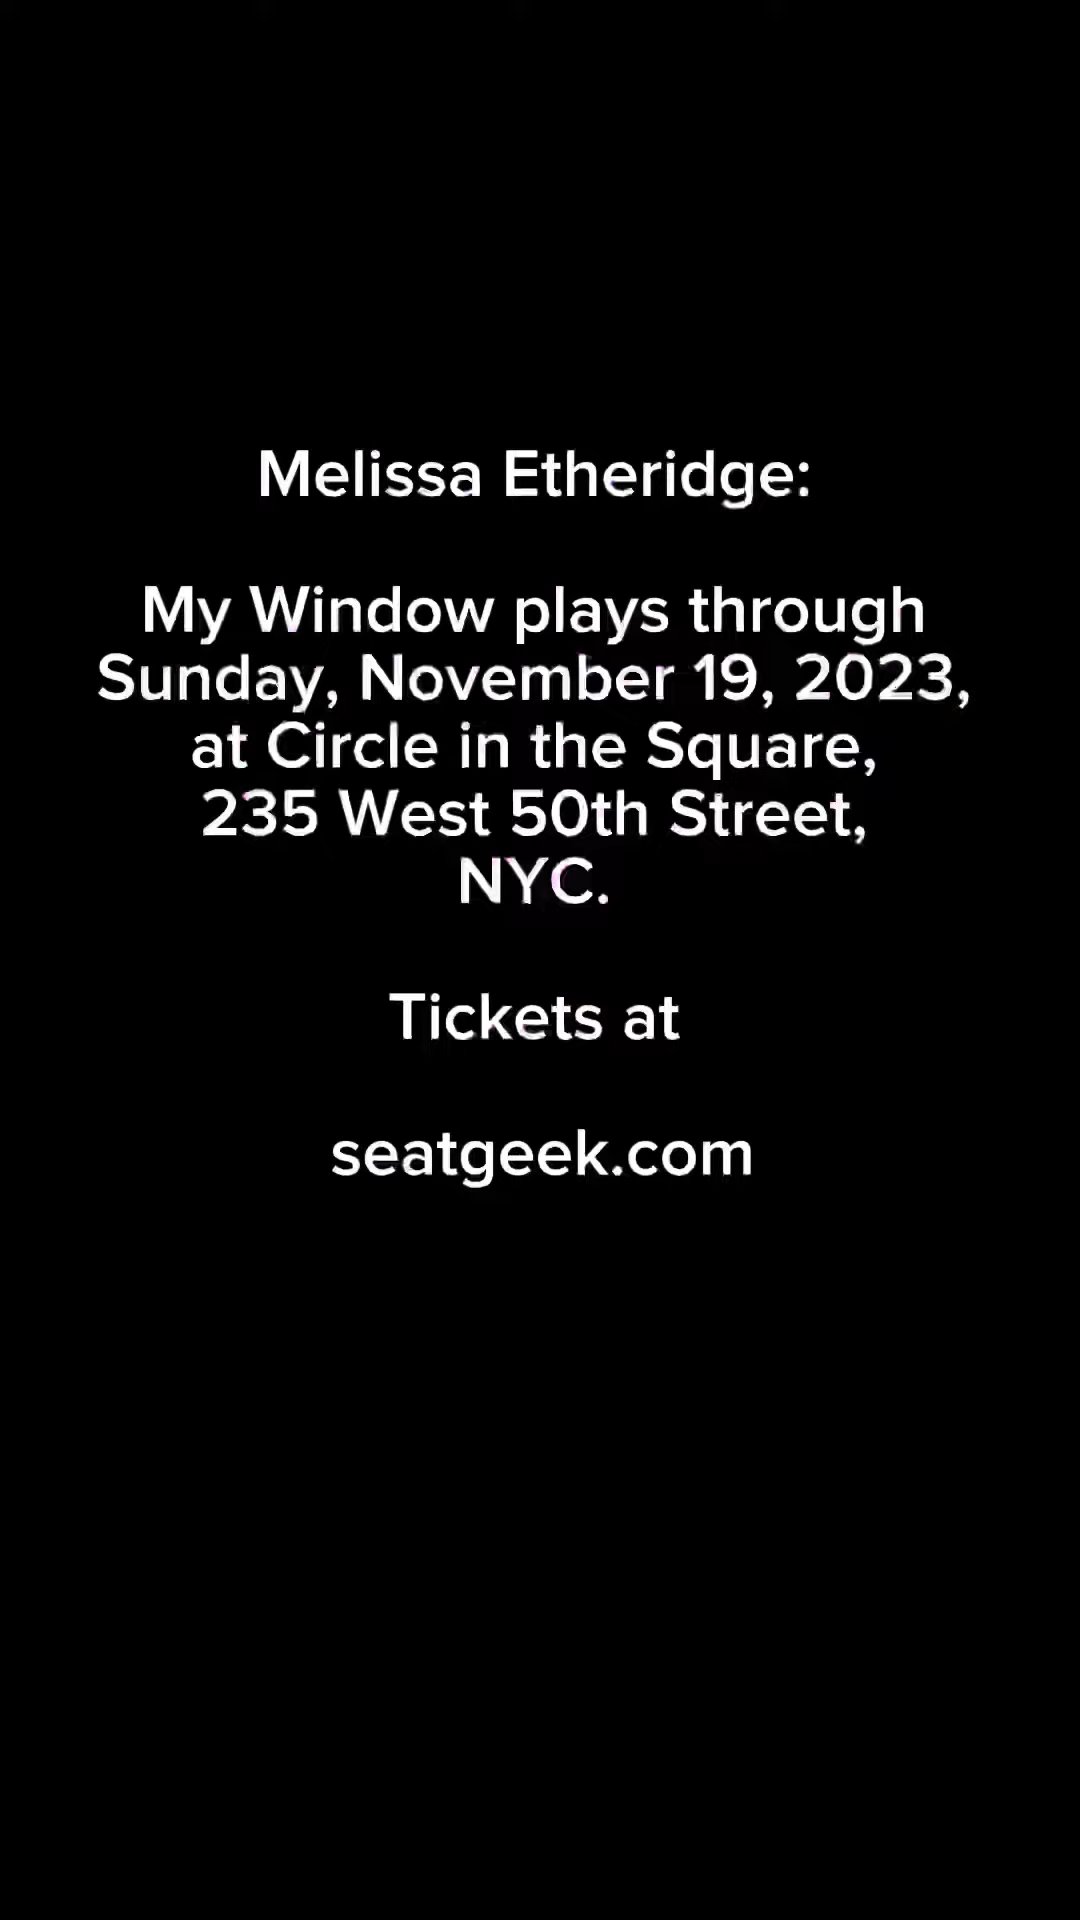 Melissa Etheridge:
My Window plays through
Sunday, November 19, 2023,
at Circle in the Square,
235 West 50th Street,
NYC.
Tickets at
seatgeek.com